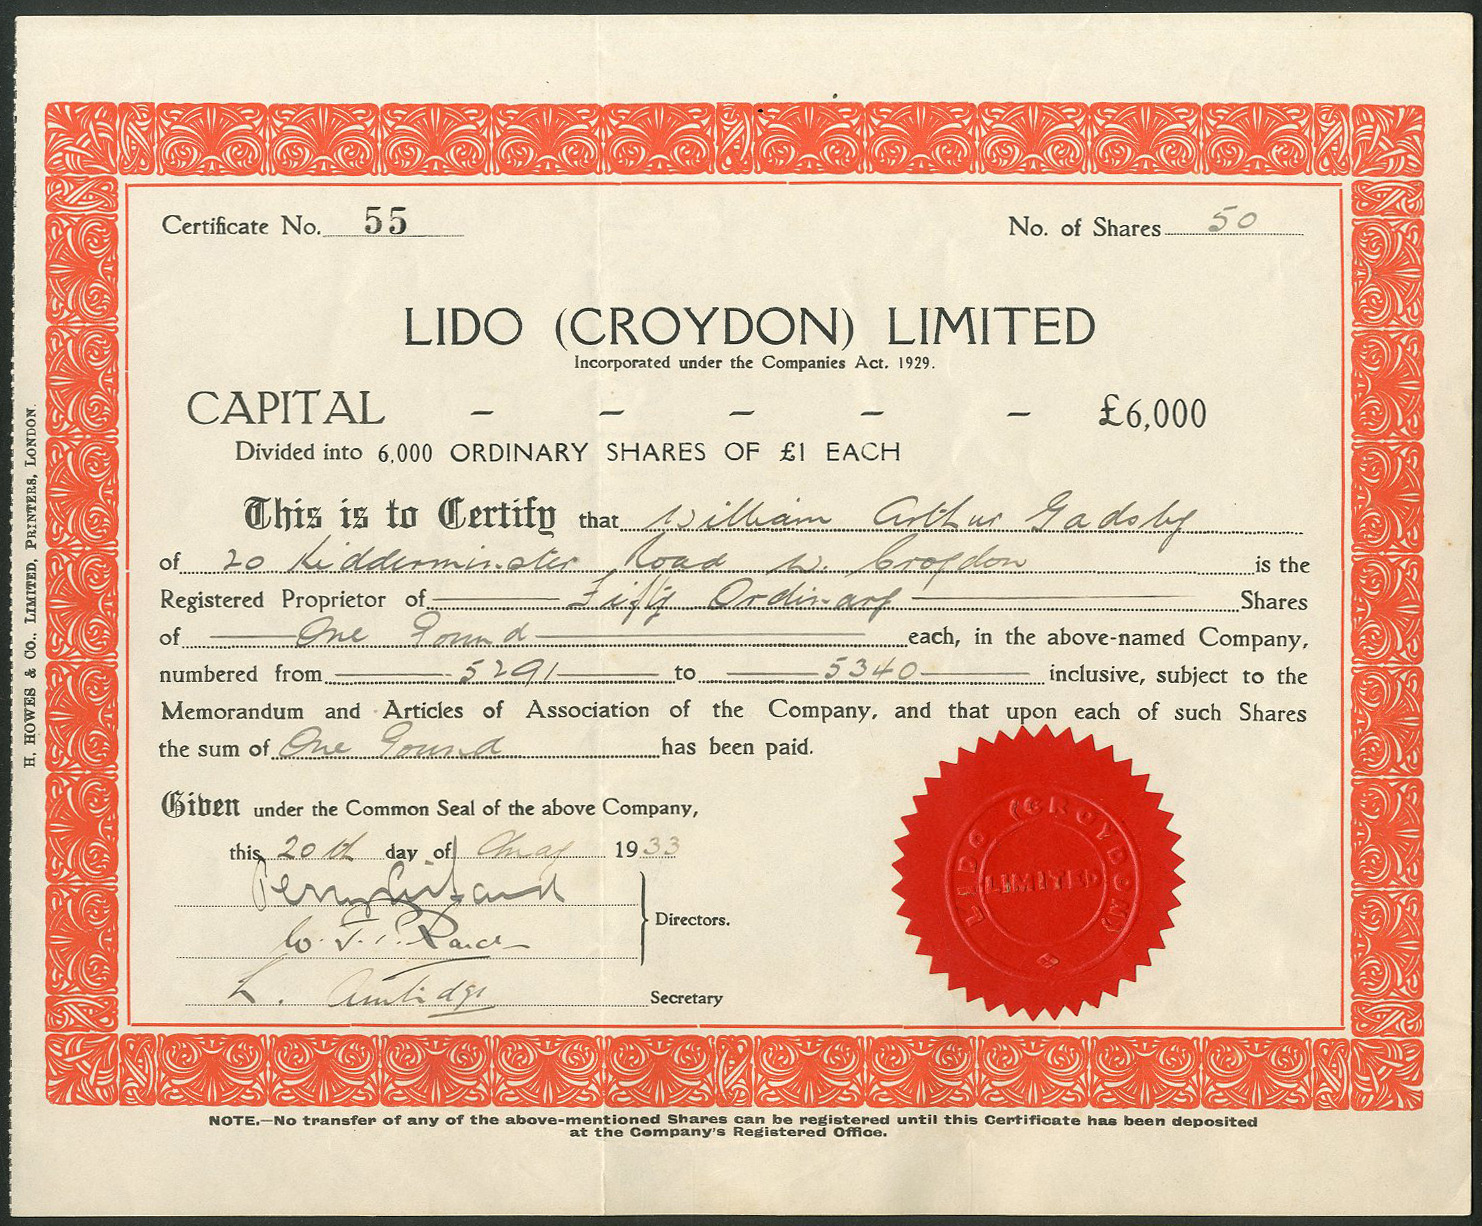 Certificate No. 55
No. of Shares 50
LIDO (CROYDON) LIMITED
Incorporated under the Companies Act, 1929.
CAPITAL - - - - - £6,000
Divided into 6,000 ORDINARY SHARES OF £1 EACH
This is to Certify that William Arthur Gadsby
of 20 Kidderminster Road W. Croydon is the
Registered Proprietor of Fifty Ordinary Shares
of One Pound each, in the above-named Company,
numbered from 5291 to 5340 inclusive, subject to the
Memorandum and Articles of Association of the Company, and that upon each of such Shares
the sum of One Pound has been paid.
Given under the Common Seal of the above Company,
this 20th day of May 1933
Directors.
L.
Secretary
LIDO (CROYDON)
LIMITED
NOTE.—No transfer of any of the above-mentioned Shares can be registered until this Certificate has been deposited
at the Company's Registered Office.
H. HOWES & Co., LIMITED, PRINTERS, LONDON.